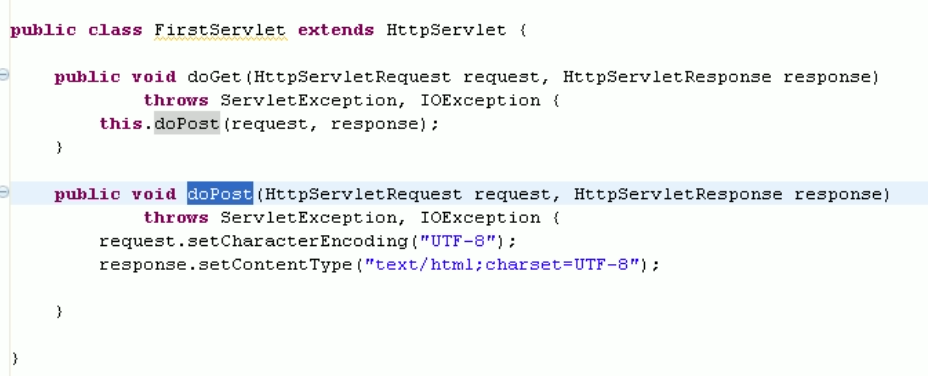 public class FirstServlet extends HttpServlet {
public void doGet(HttpServletRequest request, HttpServletResponse response)
throws ServletException, IOException {
this.doPost(request, response);
}
public void doPost(HttpServletRequest request, HttpServletResponse response)
throws ServletException, IOException {
request.setCharacterEncoding("UTF-8");
response.setContentType("text/html;charset=UTF-8");
}
}